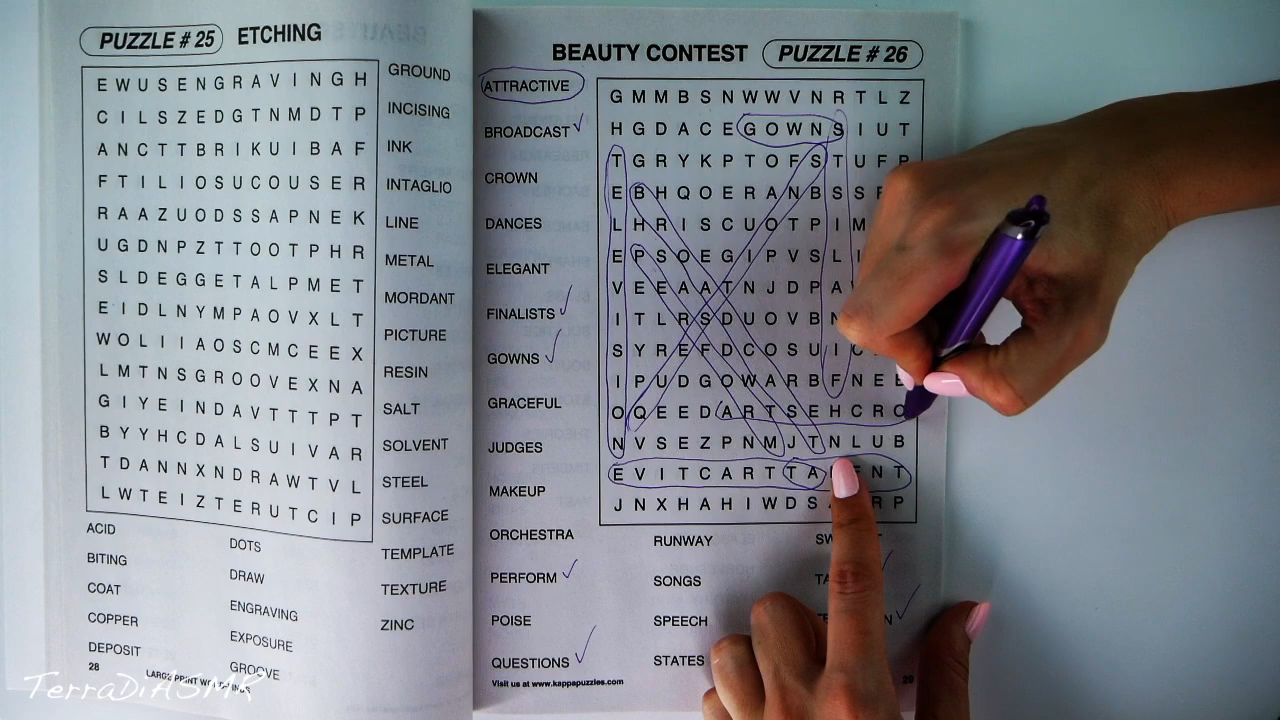 PUZZLE # 25 ETCHING
E W U S E N G R A V I N G H
C I L S Z E D G T N M D T P
A N C T T B R I K U I B A F
F T I L I O S U C O U S E R
R A A Z U O D S S A P N E K
U G D N P Z T T O O T P H R
S L D E G G E T A L P M E T
E I D L N Y M P A O V X L T
W O L I I A O S C M C E E X
L M T N S G R O O V E X N A
G I Y E I N D A V T T T P T
B Y Y H C D A L S U I V A R
T D A N N X N D R A W T V L
L W T E I Z T E R U T C I P
GROUND
INCISING
INK
INTAGLIO
LINE
METAL
MORDANT
PICTURE
RESIN
SALT
SOLVENT
STEEL
SURFACE
TEMPLATE
TEXTURE
ZINC
ACID
BITING
COAT
COPPER
DEPOSIT
DOTS
DRAW
ENGRAVING
EXPOSURE
GROOVE
28
TerraDiASMR
BEAUTY CONTEST PUZZLE # 26
ATTRACTIVE
BROADCAST
CROWN
DANCES
ELEGANT
FINALISTS
GOWNS
GRACEFUL
JUDGES
MAKEUP
ORCHESTRA
PERFORM
POISE
QUESTIONS
G M M B S N W W V N R T L Z
H G D A C E G O W N S I U T
T G R Y K P T O F S T U F
E B H Q O E R A N B S S
L H R I S C U O T P I M
E P S O E G I P V S L
V E E A A T N J D P A
I T L R S D U O V B N
S Y R E F D C O S U I
I P U D G O W A R B F N E
O Q E E D A R T S E H C R O
N V S E Z P N M J T N L U B
E V I T C A R T T A E N T
J N X H A H I W D S R P
RUNWAY
SONGS
SPEECH
STATES
Visit us at www.kappapuzzles.com
29